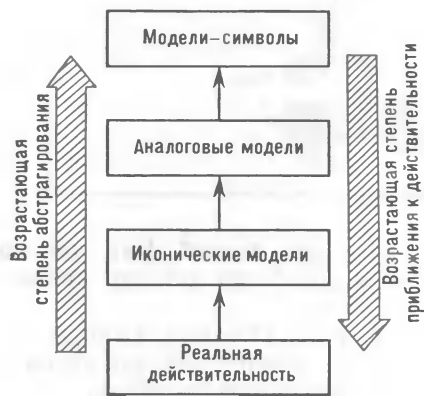 Модели-символы
Аналоговые модели
Иконические модели
Реальная
действительность
Возрастающая
степень абстрагирования
Возрастающая степень
приближения к действительности